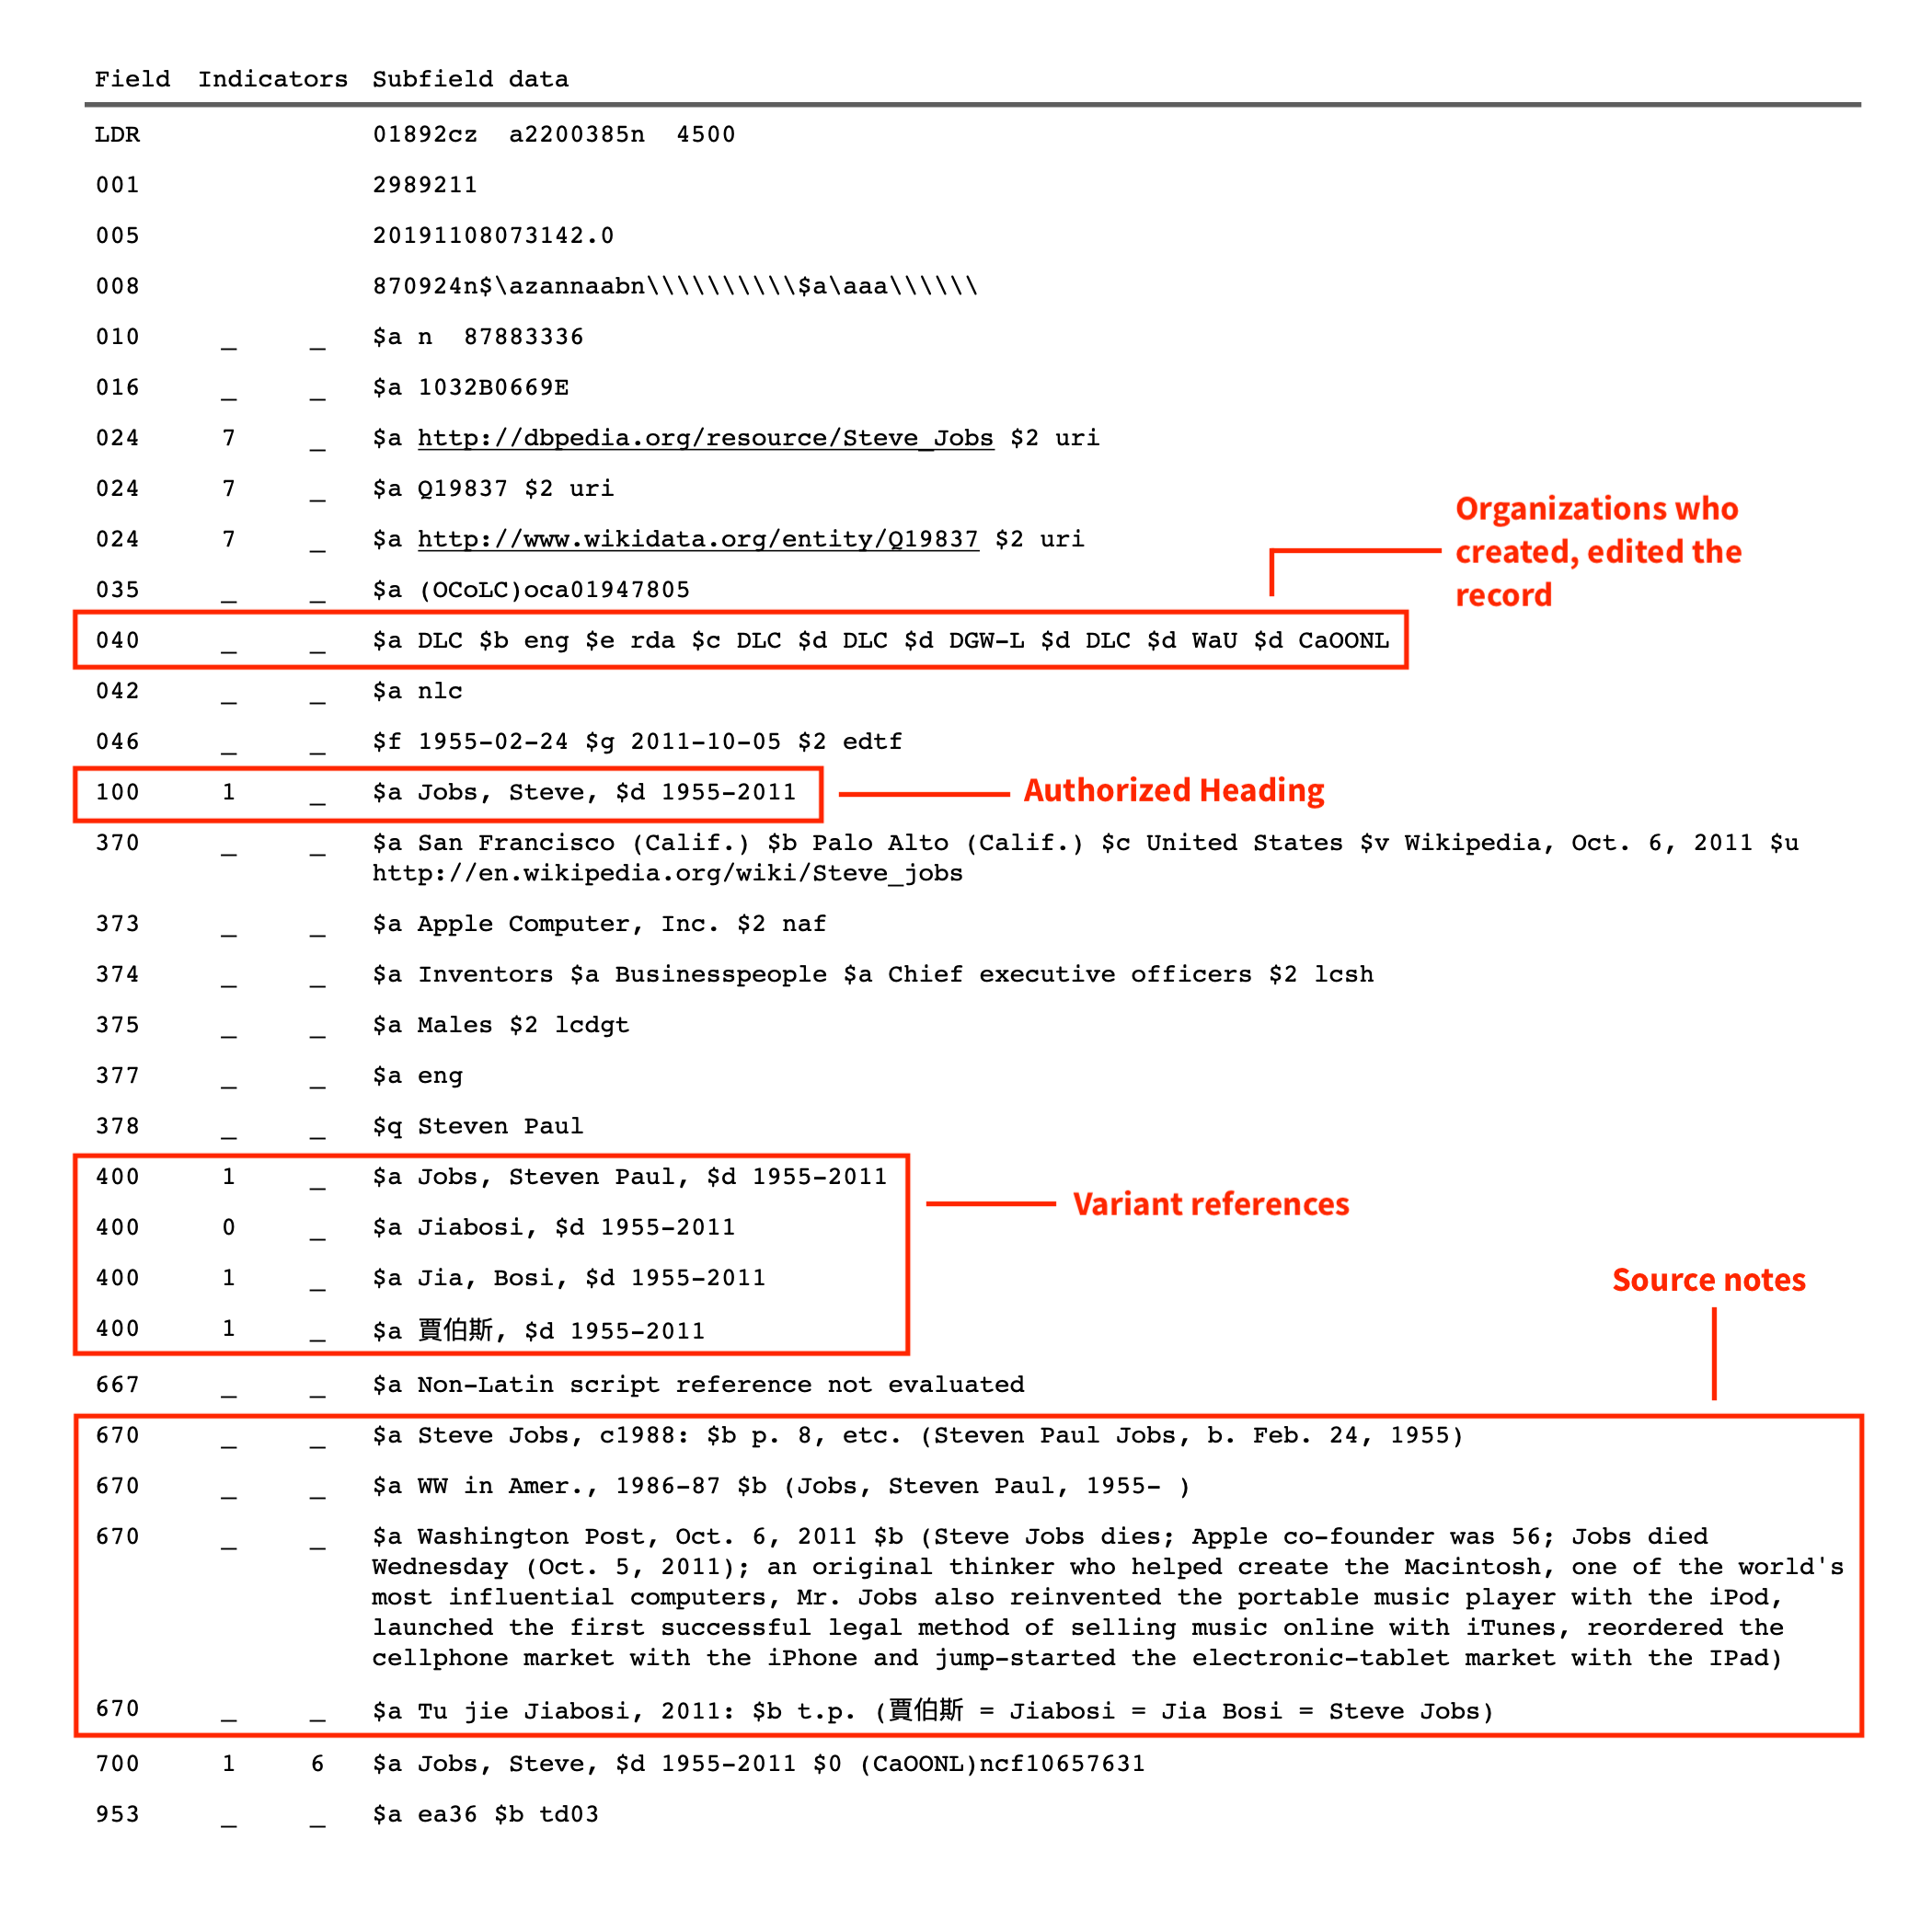 Field Indicators Subfield data
LDR 01892cz  a2200385n  4500
001 2989211
005 20191108073142.0
008 870924n$\azannaabn\\\\\\\\\\$a\aaa\\\\\\
010 _ _ $a n  87883336
016 _ _ $a 1032B0669E
024 7 _ $a http://dbpedia.org/resource/Steve_Jobs $2 uri
024 7 _ $a Q19837 $2 uri
Organizations who
024 7 _ $a http://www.wikidata.org/entity/Q19837 $2 uri
created, edited the
035 _ _ $a (OCoLC)oca01947805
record
040 _ _ $a DLC $b eng $e rda $c DLC $d DLC $d DGW-L $d DLC $d WaU $d CaOONL
042 _ _ $a nlc
046 _ _ $f 1955-02-24 $g 2011-10-05 $2 edtf
100 1 _ $a Jobs, Steve, $d 1955-2011 Authorized Heading
370 _ _ $a San Francisco (Calif.) $b Palo Alto (Calif.) $c United States $v Wikipedia, Oct. 6, 2011 $u
http://en.wikipedia.org/wiki/Steve_jobs
373 _ _ $a Apple Computer, Inc. $2 naf
374 _ _ $a Inventors $a Businesspeople $a Chief executive officers $2 lcsh
375 _ _ $a Males $2 lcdgt
377 _ _ $a eng
378 _ _ $q Steven Paul
400 1 _ $a Jobs, Steven Paul, $d 1955-2011
Variant references
400 0 _ $a Jiabosi, $d 1955-2011
400 1 _ $a Jia, Bosi, $d 1955-2011
Source notes
400 1 _ $a 賈伯斯, $d 1955-2011
667 _ _ $a Non-Latin script reference not evaluated
670 _ _ $a Steve Jobs, c1988: $b p. 8, etc. (Steven Paul Jobs, b. Feb. 24, 1955)
670 _ _ $a WW in Amer., 1986-87 $b (Jobs, Steven Paul, 1955- )
670 _ _ $a Washington Post, Oct. 6, 2011 $b (Steve Jobs dies; Apple co-founder was 56; Jobs died
Wednesday (Oct. 5, 2011); an original thinker who helped create the Macintosh, one of the world's
most influential computers, Mr. Jobs also reinvented the portable music player with the iPod,
launched the first successful legal method of selling music online with iTunes, reordered the
cellphone market with the iPhone and jump-started the electronic-tablet market with the IPad)
670 _ _ $a Tu jie Jiabosi, 2011: $b t.p. (賈伯斯 = Jiabosi = Jia Bosi = Steve Jobs)
700 1 6 $a Jobs, Steve, $d 1955-2011 $0 (CaOONL)ncf10657631
953 _ _ $a ea36 $b td03